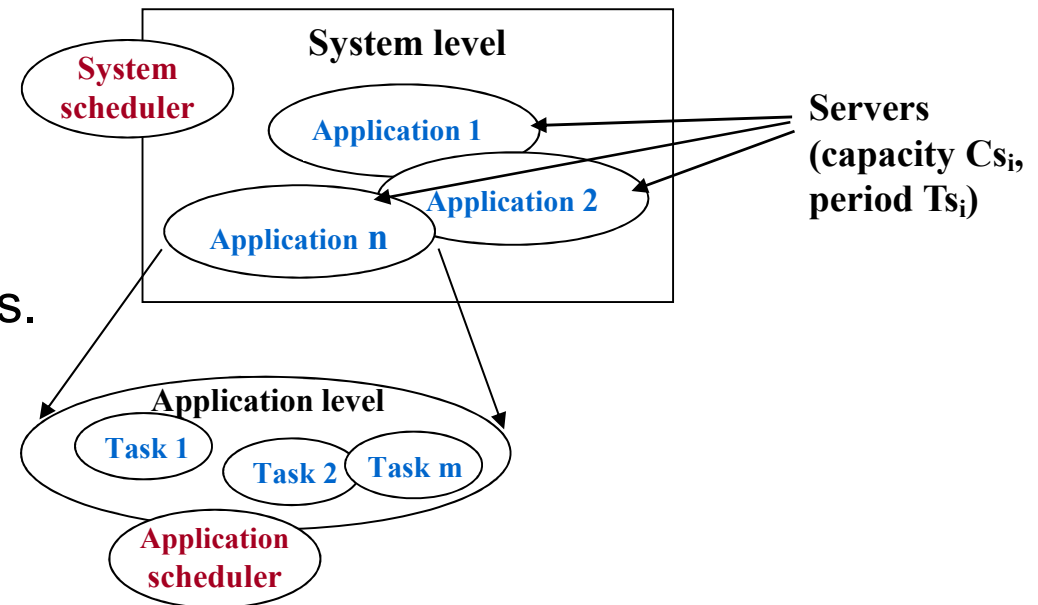 System level
System
scheduler
Servers
(capacity Csᵢ,
period Tsᵢ)
Application 1
Application 2
Application n
s.
Application level
Task 1
Task 2
Task m
Application
scheduler